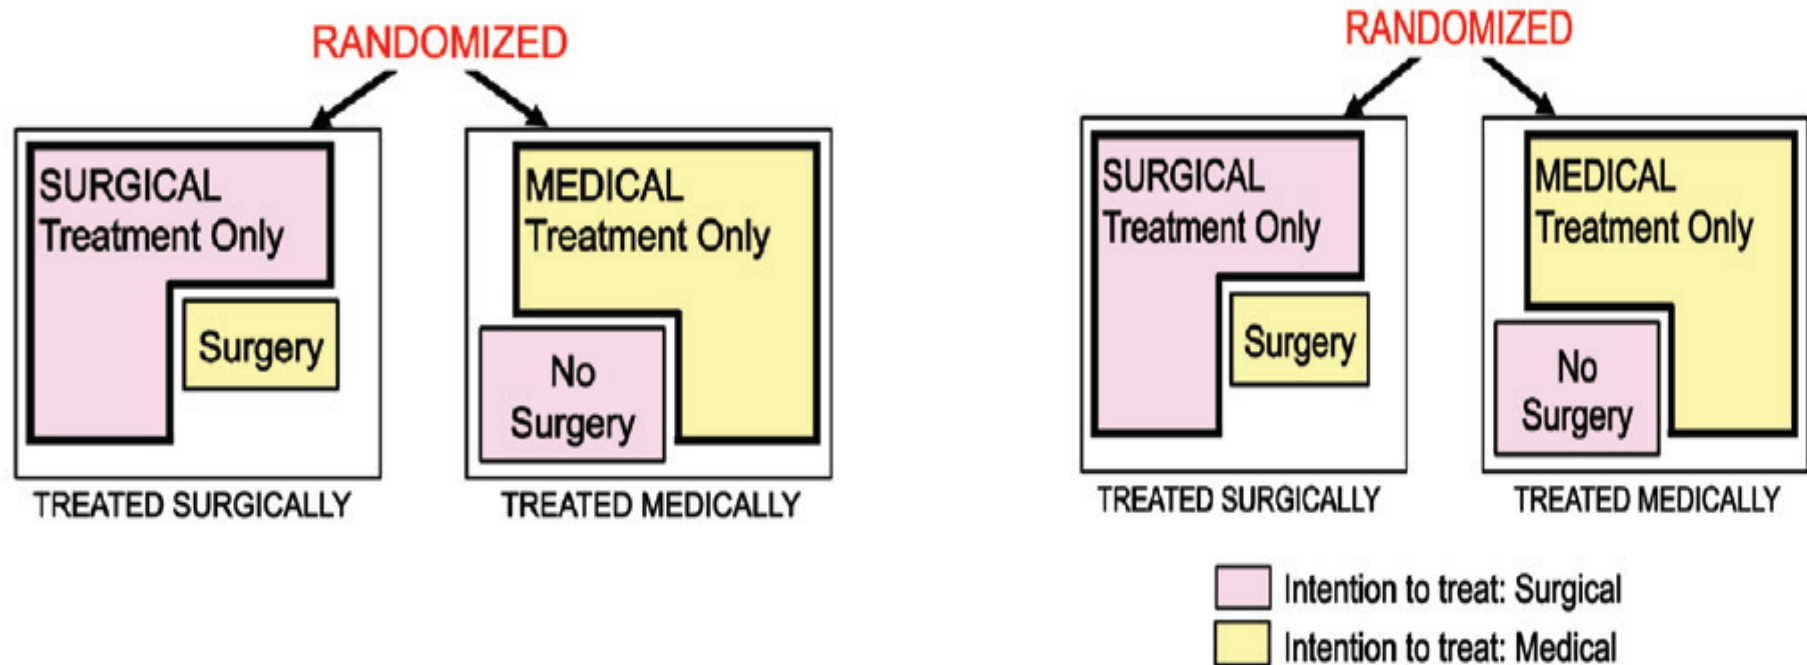 RANDOMIZED
SURGICAL
Treatment Only
Surgery
TREATED SURGICALLY
MEDICAL
Treatment Only
No
Surgery
TREATED MEDICALLY
RANDOMIZED
SURGICAL
Treatment Only
Surgery
TREATED SURGICALLY
MEDICAL
Treatment Only
No
Surgery
TREATED MEDICALLY
Intention to treat: Surgical
Intention to treat: Medical